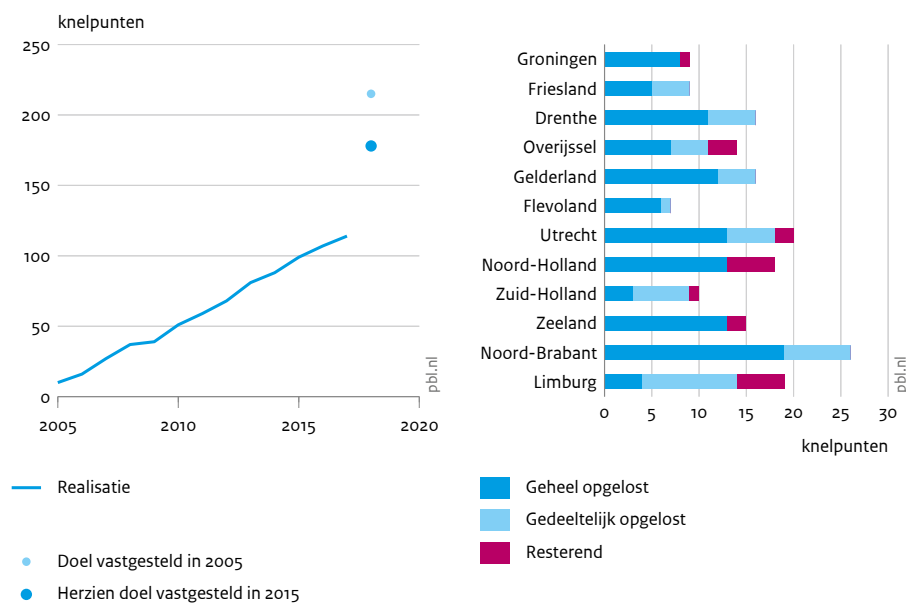 knelpunten
250
200
150
100
50
0
2005
2010
2015
2020
pbl.nl
Realisatie
Doel vastgesteld in 2005
Herzien doel vastgesteld in 2015
Groningen
Friesland
Drenthe
Overijssel
Gelderland
Flevoland
Utrecht
Noord-Holland
Zuid-Holland
Zeeland
Noord-Brabant
Limburg
0 5 10 15 20 25 30
knelpunten
pbl.nl
Geheel opgelost
Gedeeltelijk opgelost
Resterend